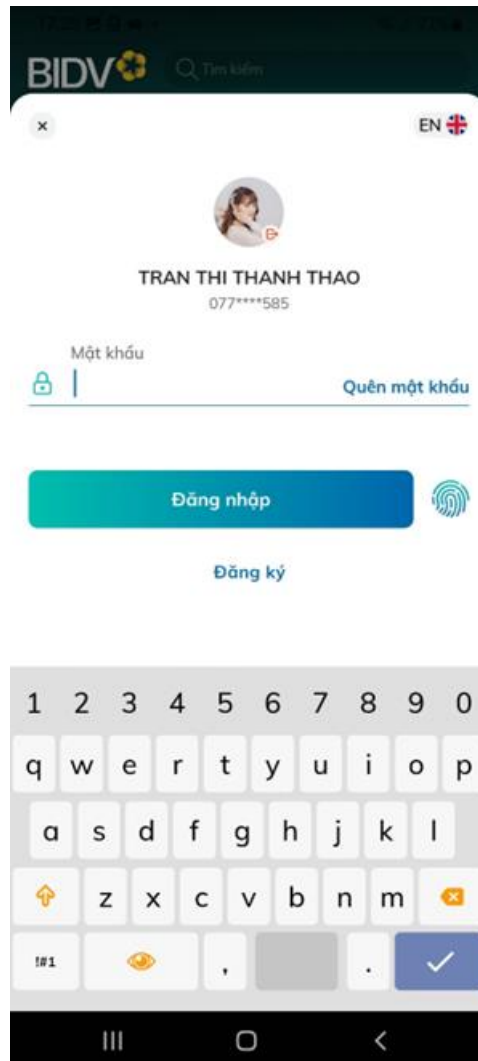 BIDV
Tìm kiếm
×
EN
TRAN THI THANH THAO
077****585
Mật khẩu
Quên mật khẩu
Đăng nhập
Đăng ký
1 2 3 4 5 6 7 8 9 0
q w e r t y u i o p
a s d f g h j k l
z x c v b n m
!#1 , .